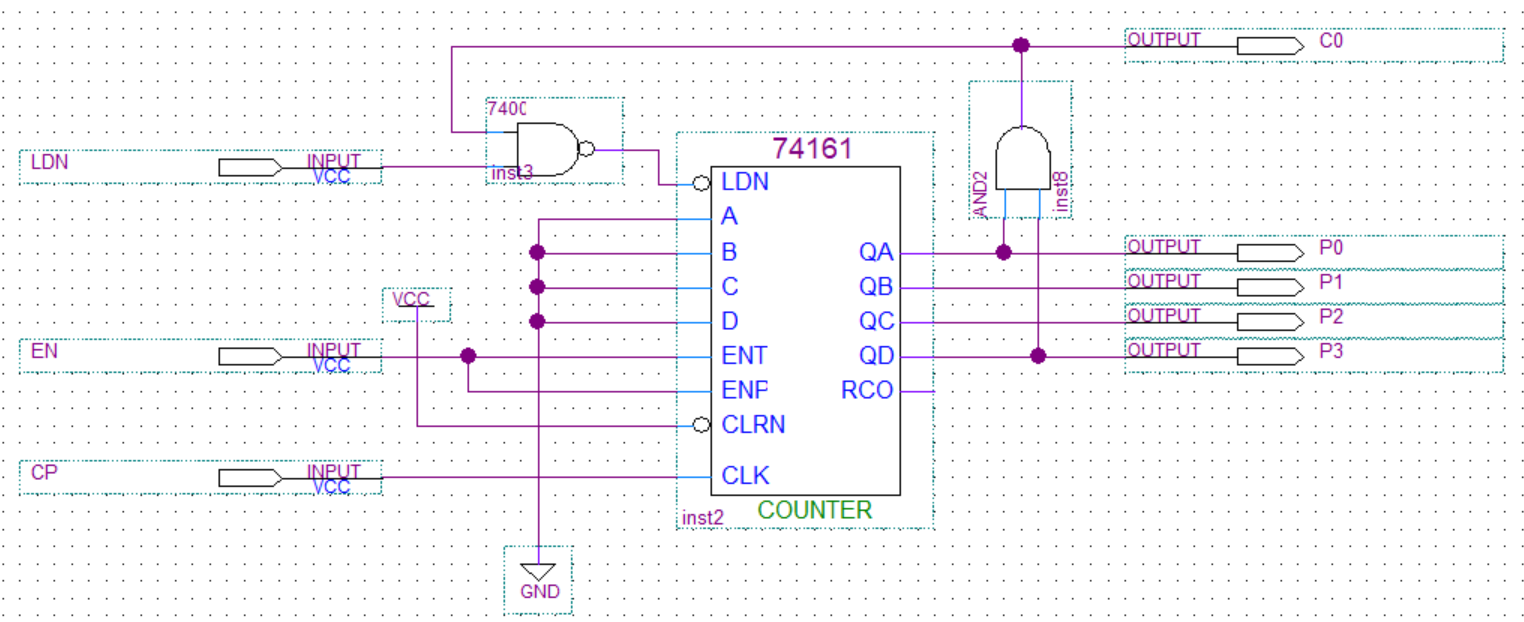 OUTPUT C0
7400
LDN INPUT
VCC
inst3
74161
LDN
A
B
C
D
ENT
ENP
CLRN
CLK
QA
QB
QC
QD
RCO
COUNTER
inst2
AND2
inst8
OUTPUT P0
OUTPUT P1
OUTPUT P2
OUTPUT P3
VCC
EN INPUT
VCC
CP INPUT
VCC
GND